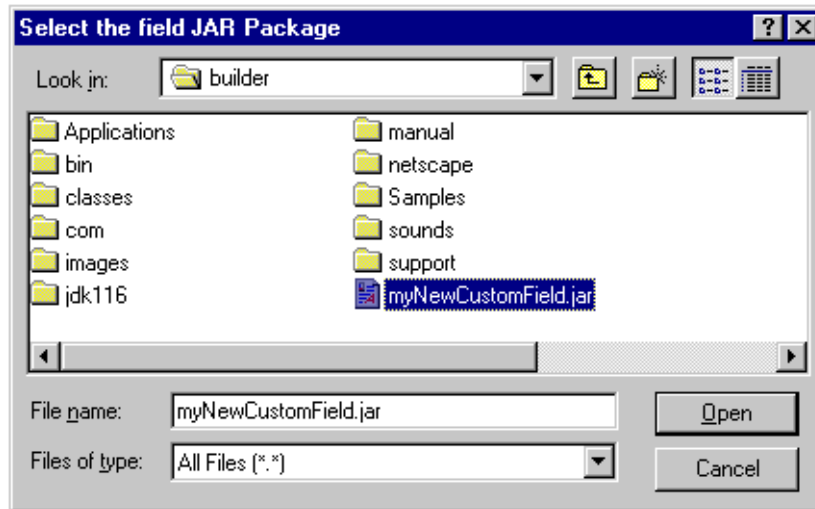 Select the field JAR Package
Look in: builder
Applications manual
bin netscape
classes Samples
com sounds
images support
jdk116 myNewCustomField.jar
File name: myNewCustomField.jar Open
Files of type: All Files (*.*) Cancel